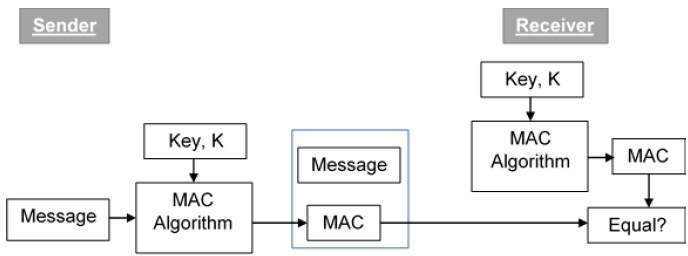 Sender
Receiver
Key, K
Key, K
MAC
Algorithm
MAC
Message
MAC
Algorithm
Message
MAC
Equal?